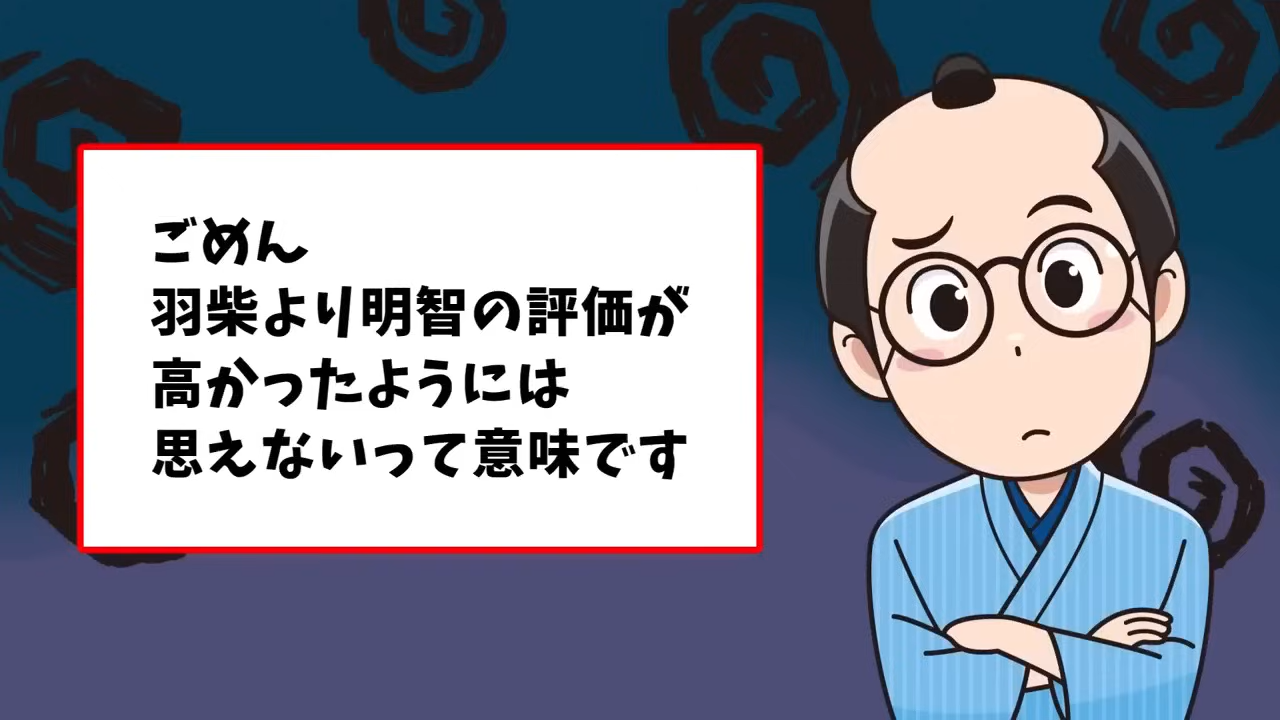 ごめん
羽柴より明智の評価が
高かったようには
思えないって意味です